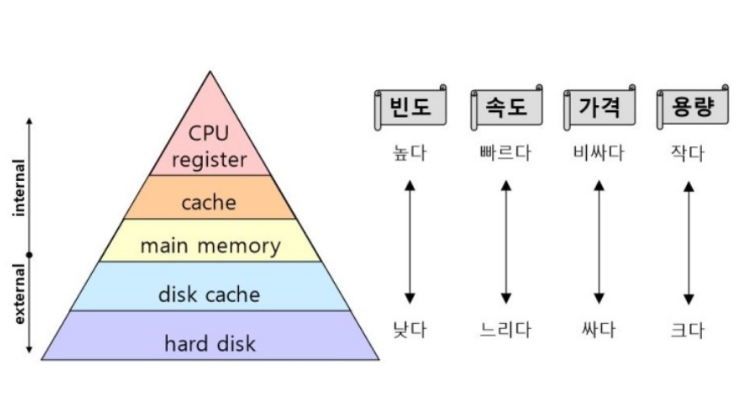 internal
external
CPU
register
cache
main memory
disk cache
hard disk
빈도
속도
가격
용량
높다
빠르다
비싸다
작다
낮다
느리다
싸다
크다